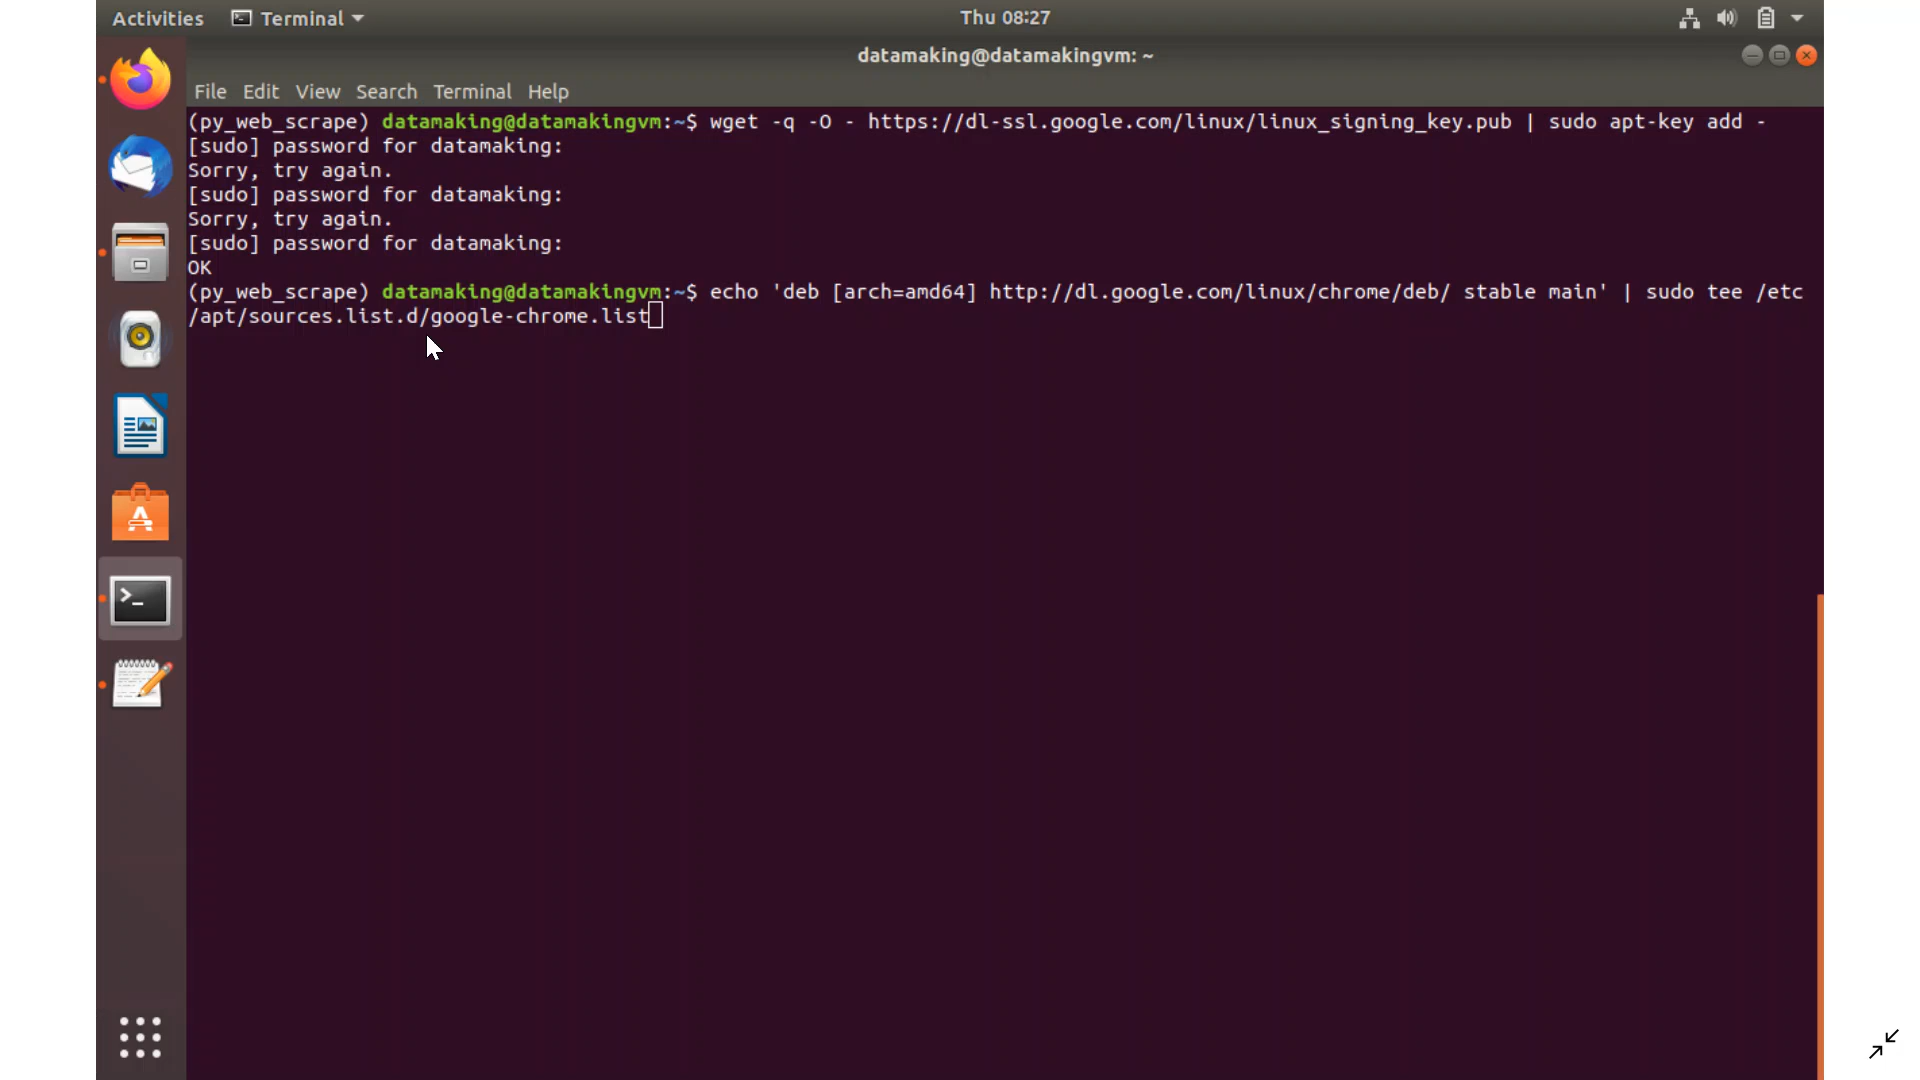 Activities Terminal Thu 08:27
datamaking@datamakingvm: ~
File Edit View Search Terminal Help
(py_web_scrape) datamaking@datamakingvm:~$ wget -q -O - https://dl-ssl.google.com/linux/linux_signing_key.pub | sudo apt-key add -
[sudo] password for datamaking:
Sorry, try again.
[sudo] password for datamaking:
Sorry, try again.
[sudo] password for datamaking:
OK
(py_web_scrape) datamaking@datamakingvm:~$ echo 'deb [arch=amd64] http://dl.google.com/linux/chrome/deb/ stable main' | sudo tee /etc
/apt/sources.list.d/google-chrome.list